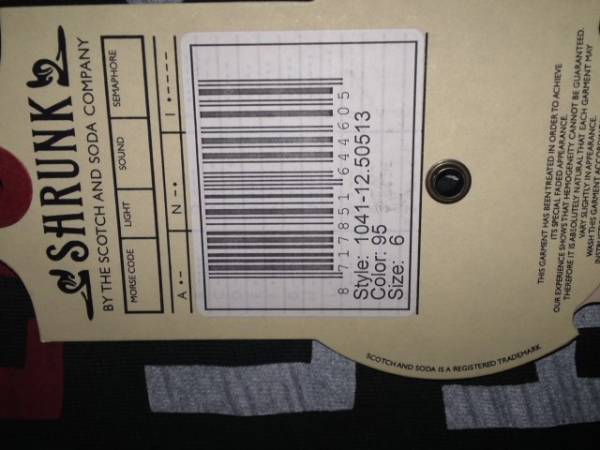 SHRUNK
BY THE SCOTCH AND SODA COMPANY
MORSE CODE LIGHT SOUND SEMAPHORE
A •– N –• 1 •––––
8 717851 644605
Style: 1041-12.50513
Color: 95
Size: 6
THIS GARMENT HAS BEEN TREATED IN ORDER TO ACHIEVE
ITS SPECIAL FADED APPEARANCE.
OUR EXPERIENCE SHOWS THAT HEMOGENEITY CANNOT BE GUARANTEED.
THEREFORE IT IS ABSOLUTELY NATURAL THAT EACH GARMENT MAY
VARY SLIGHTLY IN APPEARANCE.
WASH THIS GARMENT ACCORDING
SCOTCH AND SODA IS A REGISTERED TRADEMARK.